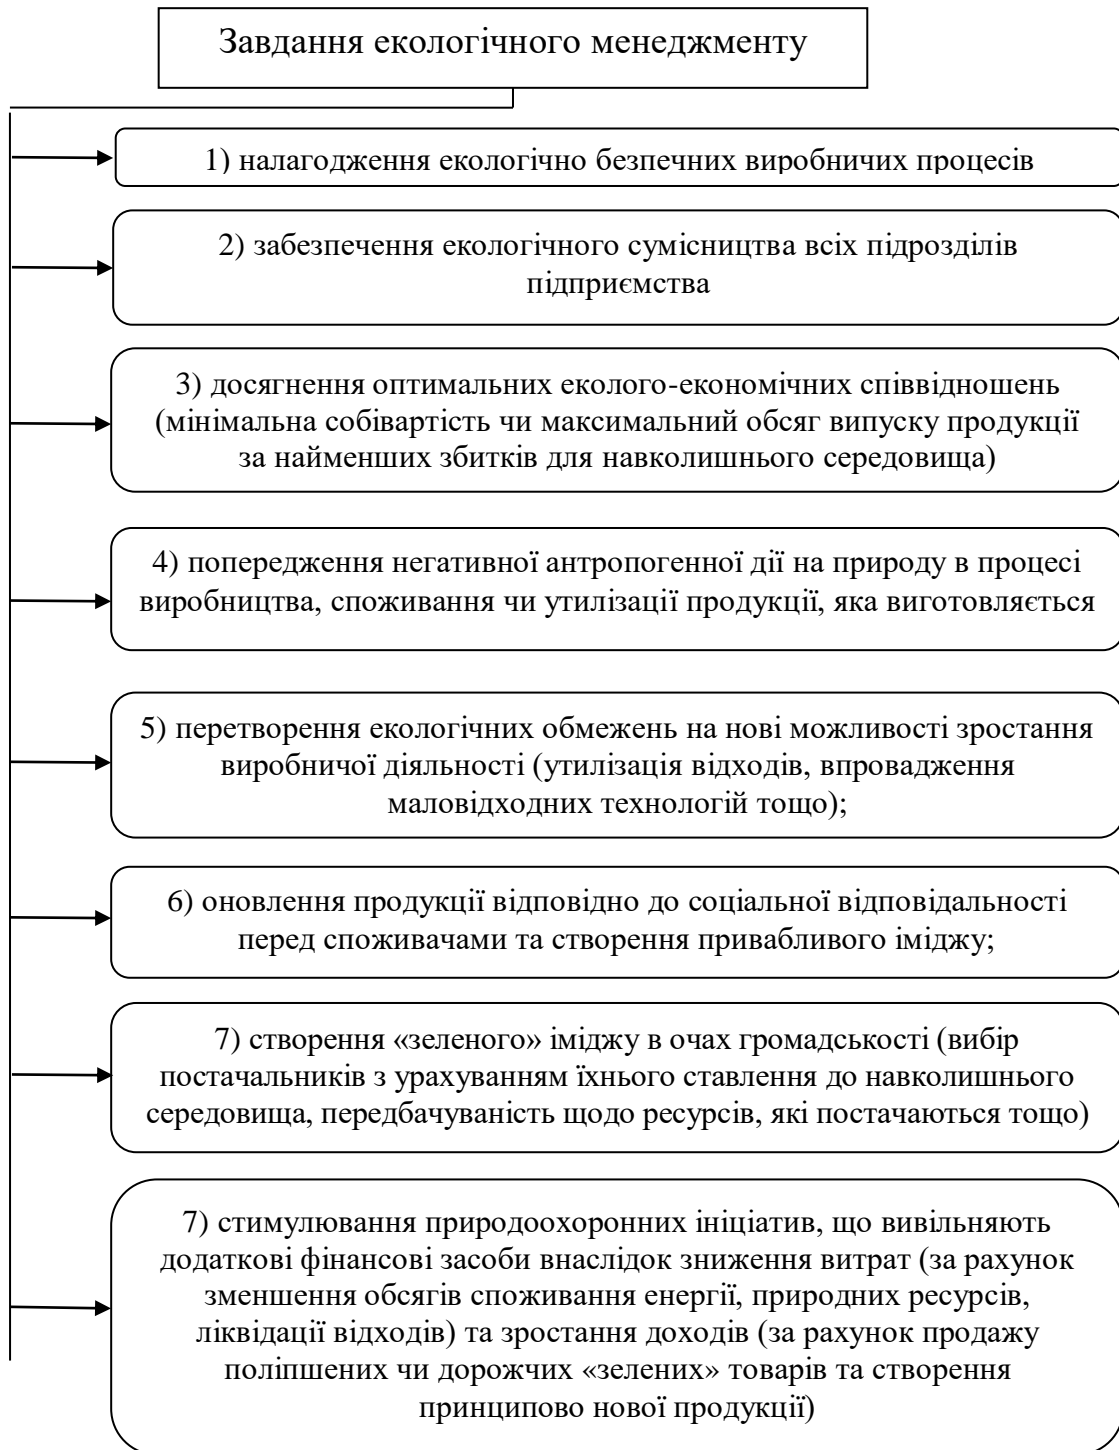 Завдання екологічного менеджменту
1) налагодження екологічно безпечних виробничих процесів
2) забезпечення екологічного сумісництва всіх підрозділів
підприємства
3) досягнення оптимальних еколого-економічних співвідношень
(мінімальна собівартість чи максимальний обсяг випуску продукції
за найменших збитків для навколишнього середовища)
4) попередження негативної антропогенної дії на природу в процесі
виробництва, споживання чи утилізації продукції, яка виготовляється
5) перетворення екологічних обмежень на нові можливості зростання
виробничої діяльності (утилізація відходів, впровадження
маловідходних технологій тощо);
6) оновлення продукції відповідно до соціальної відповідальності
перед споживачами та створення привабливого іміджу;
7) створення «зеленого» іміджу в очах громадськості (вибір
постачальників з урахуванням їхнього ставлення до навколишнього
середовища, передбачуваність щодо ресурсів, які постачаються тощо)
7) стимулювання природоохоронних ініціатив, що вивільняють
додаткові фінансові засоби внаслідок зниження витрат (за рахунок
зменшення обсягів споживання енергії, природних ресурсів,
ліквідації відходів) та зростання доходів (за рахунок продажу
поліпшених чи дорожчих «зелених» товарів та створення
принципово нової продукції)